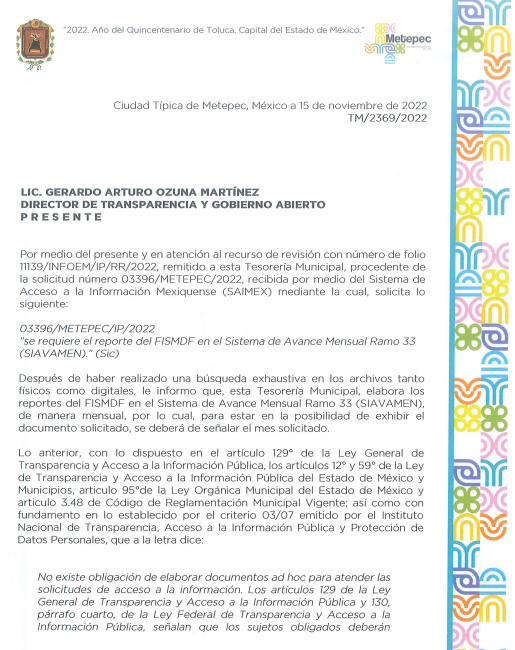 "2022. Año del Quincentenario de Toluca, Capital del Estado de México."
Metepec
Ciudad Típica de Metepec, México a 15 de noviembre de 2022
TM/2369/2022
LIC. GERARDO ARTURO OZUNA MARTÍNEZ
DIRECTOR DE TRANSPARENCIA Y GOBIERNO ABIERTO
P R E S E N T E
Por medio del presente y en atención al recurso de revisión con número de folio
11139/INFOEM/IP/RR/2022, remitido a esta Tesorería Municipal, procedente de
la solicitud número 03396/METEPEC/2022, recibida por medio del Sistema de
Acceso a la Información Mexiquense (SAIMEX) mediante la cual, solicita lo
siguiente:
03396/METEPEC/IP/2022
"se requiere el reporte del FISMDF en el Sistema de Avance Mensual Ramo 33
(SIAVAMEN)." (Sic)
Después de haber realizado una búsqueda exhaustiva en los archivos tanto
físicos como digitales, le informo que, esta Tesorería Municipal, elabora los
reportes del FISMDF en el Sistema de Avance Mensual Ramo 33 (SIAVAMEN),
de manera mensual, por lo cual, para estar en la posibilidad de exhibir el
documento solicitado, se deberá de señalar el mes solicitado.
Lo anterior, con lo dispuesto en el artículo 129° de la Ley General de
Transparencia y Acceso a la Información Pública, los artículos 12° y 59° de la Ley
de Transparencia y Acceso a la Información Pública del Estado de México y
Municipios, articulo 95°de la Ley Orgánica Municipal del Estado de México y
articulo 3.48 de Código de Reglamentación Municipal Vigente; así como con
fundamento en lo establecido por el criterio 03/07 emitido por el Instituto
Nacional de Transparencia, Acceso a la Información Pública y Protección de
Datos Personales, que a la letra dice:
No existe obligación de elaborar documentos ad hoc para atender las
solicitudes de acceso a la información. Los artículos 129 de la Ley
General de Transparencia y Acceso a la Información Pública y 130,
párrafo cuarto, de la Ley Federal de Transparencia y Acceso a la
Información Pública, señalan que los sujetos obligados deberán